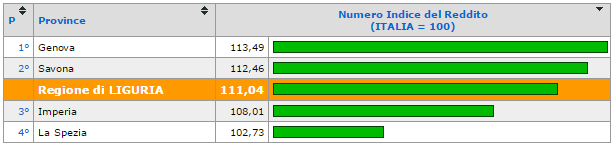 P Province Numero Indice del Reddito
(ITALIA = 100)
1° Genova 113,49
2° Savona 112,46
Regione di LIGURIA 111,04
3° Imperia 108,01
4° La Spezia 102,73